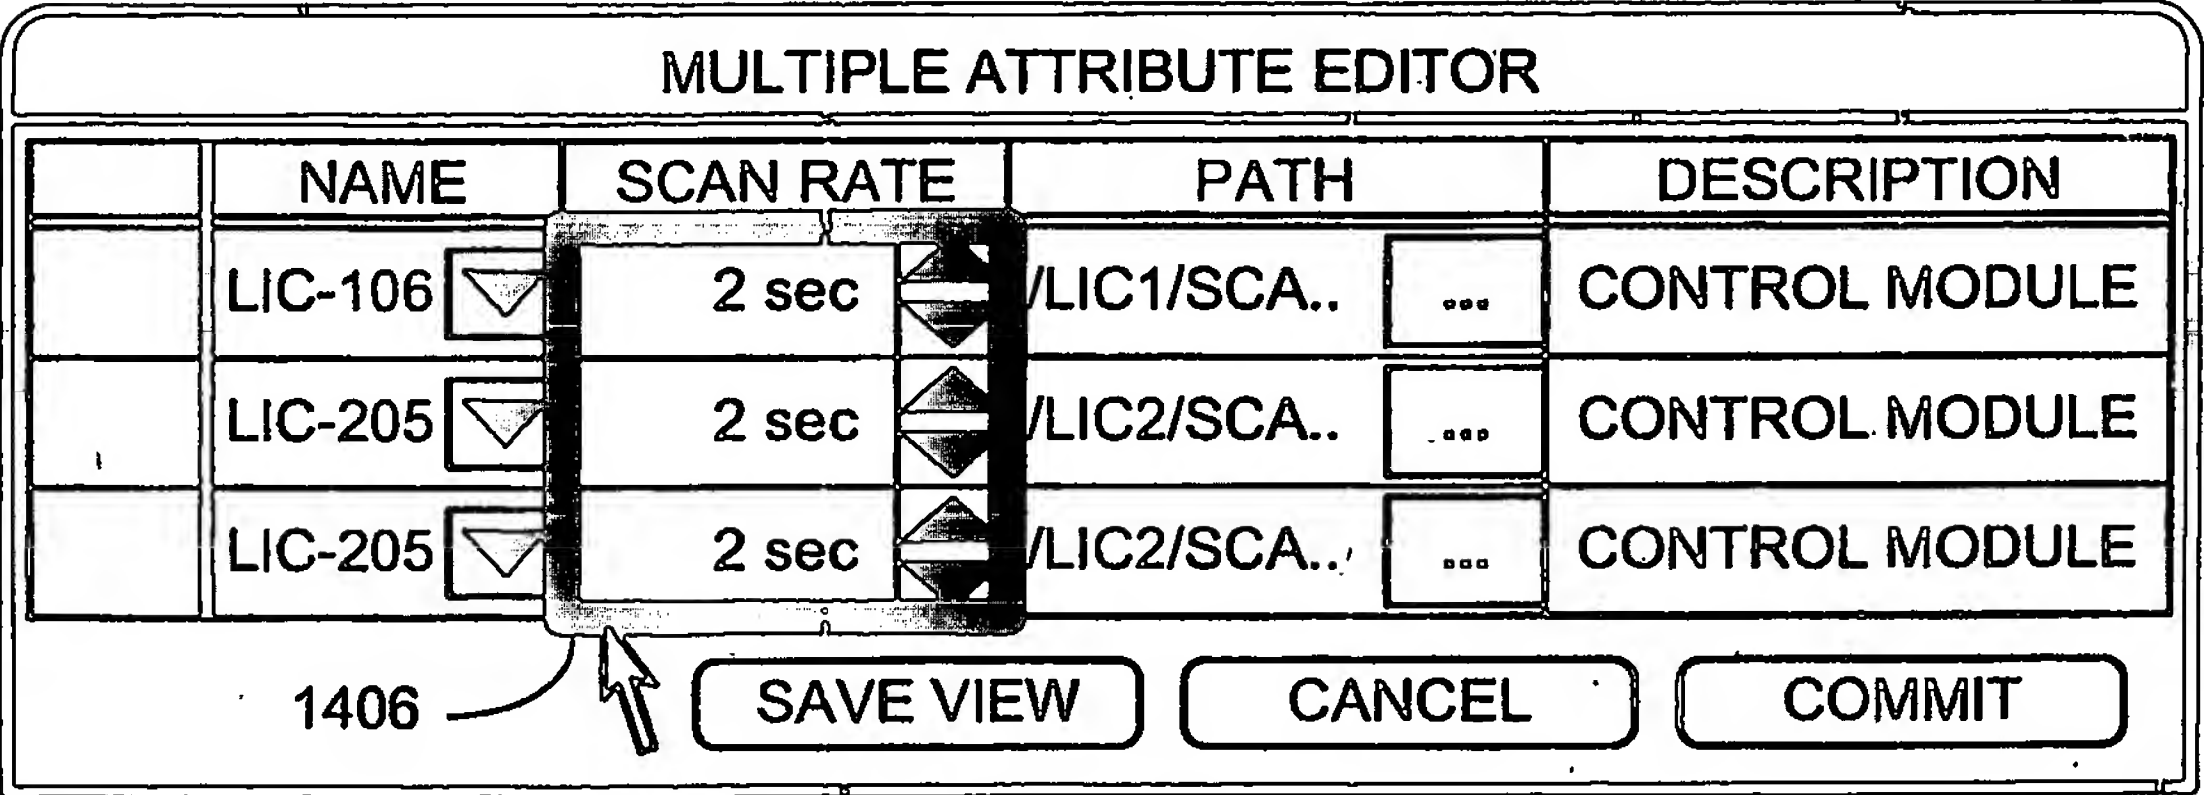 MULTIPLE ATTRIBUTE EDITOR
NAME SCAN RATE PATH DESCRIPTION
LIC-106 2 sec /LIC1/SCA.. ... CONTROL MODULE
LIC-205 2 sec /LIC2/SCA.. ... CONTROL MODULE
LIC-205 2 sec /LIC2/SCA.. ... CONTROL MODULE
1406 SAVE VIEW CANCEL COMMIT